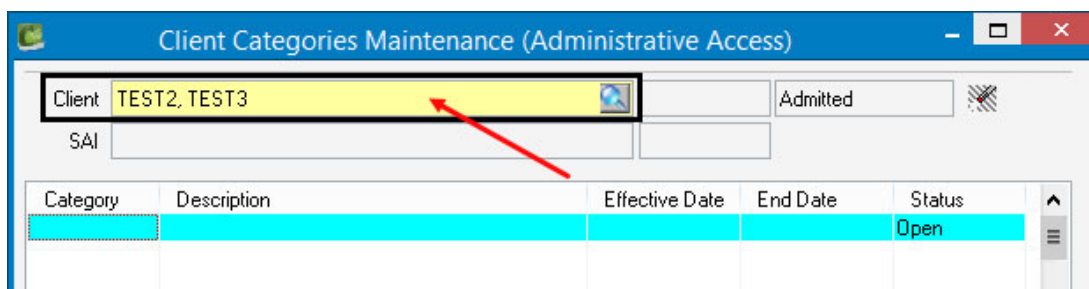 Client Categories Maintenance (Administrative Access)
Client TEST2, TEST3 Admitted
SAI
Category Description Effective Date End Date Status
Open